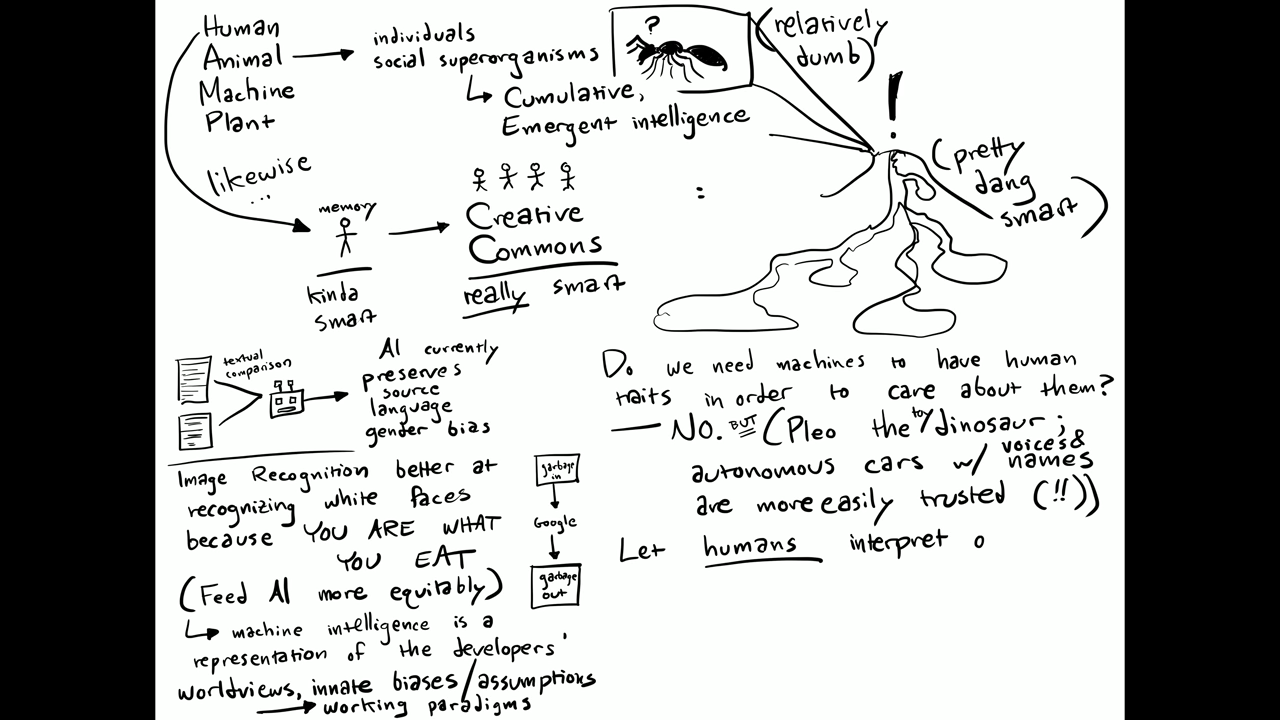 Human
Animal
Machine
Plant
individuals
social superorganisms
Cumulative,
Emergent intelligence
?
(relatively
dumb)
!
(pretty
dang
smart)
likewise
...
memory
kinda
smart
Creative
Commons
really smart
:
textual
comparison
AI currently
preserves
source
language
gender bias
Image Recognition better at
recognizing white faces
because YOU ARE WHAT
YOU EAT
(Feed AI more equitably)
machine intelligence is a
representation of the developers'
worldviews, innate biases/assumptions
working paradigms
garbage
in
Google
garbage
out
Do we need machines to have human
traits in order to care about them?
— NO. BUT (Pleo the toy dinosaur;
autonomous cars w/ voices & names
are more easily trusted (!!))
Let humans interpret o